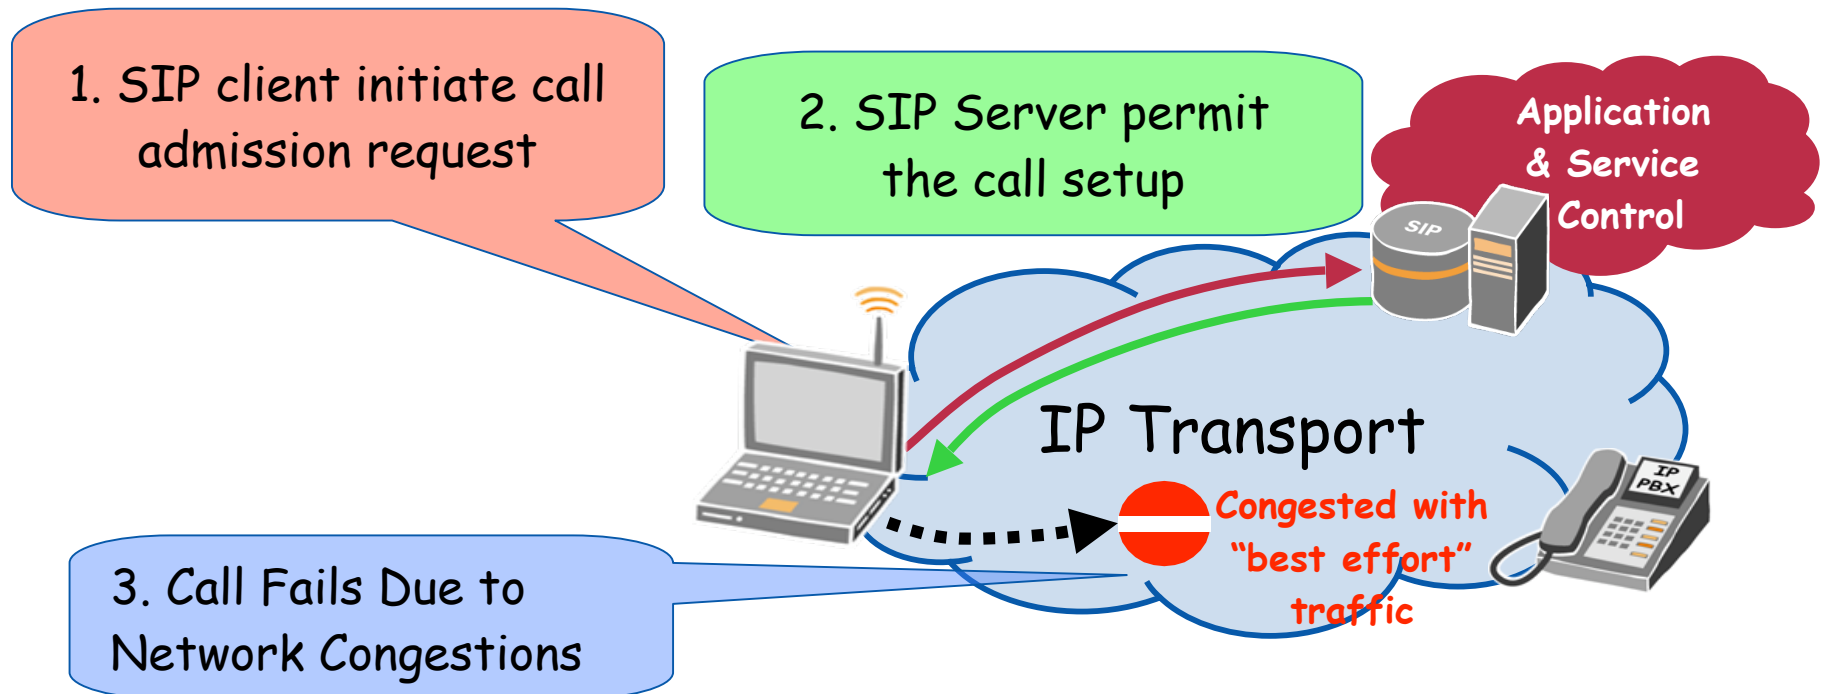 1. SIP client initiate call
admission request
2. SIP Server permit
the call setup
Application
& Service
Control
SIP
IP Transport
IP
PBX
Congested with
“best effort”
traffic
3. Call Fails Due to
Network Congestions